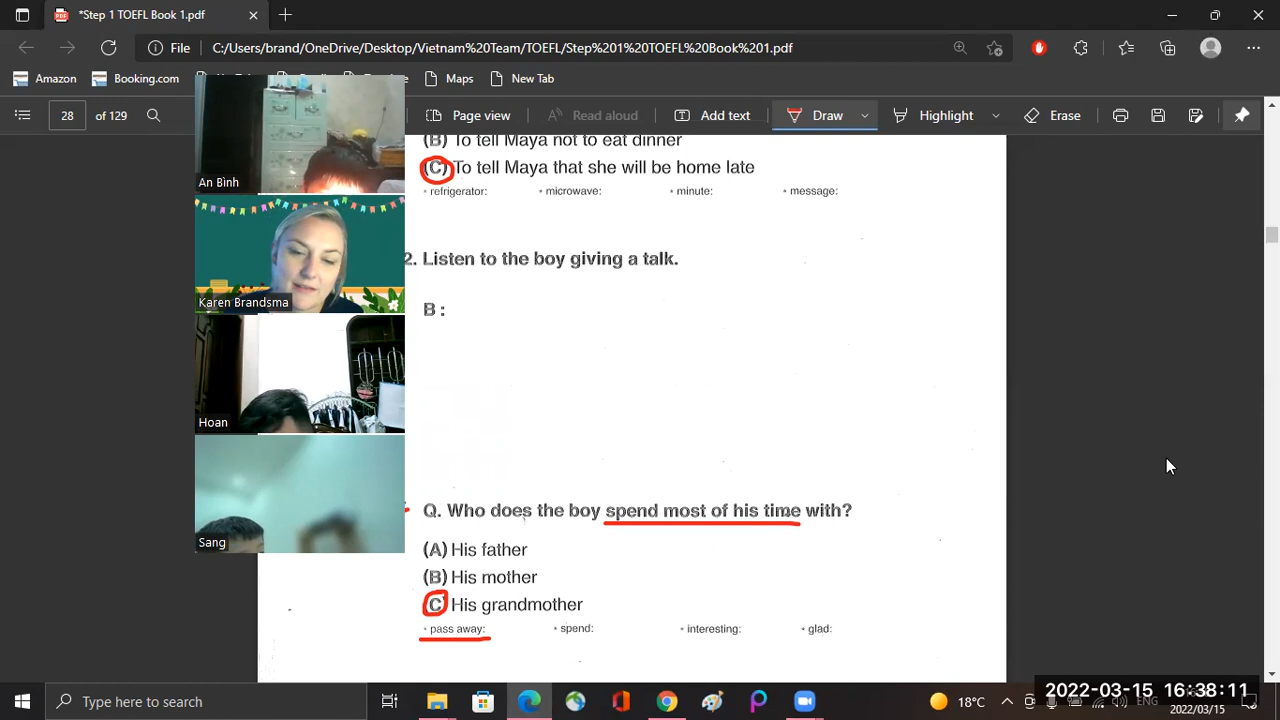 *Step 1 TOEFL Book 1.pdf
File C:/Users/brand/OneDrive/Desktop/Vietnam%20Team/TOEFL/Step%201%20TOEFL%20Book%201.pdf
Amazon Booking.com Maps New Tab
28 of 129 Page view Read aloud Add text Draw Highlight Erase
An Bình
Karen Brandsma
Hoan
Sang
(B) To tell Maya not to eat dinner
(C) To tell Maya that she will be home late
* refrigerator: * microwave: * minute: * message:
2. Listen to the boy giving a talk.
B :
Q. Who does the boy spend most of his time with?
(A) His father
(B) His mother
(C) His grandmother
* pass away: * spend: * interesting: * glad:
Type here to search
18°C ENG
2022-03-15 16:38:11
2022/03/15